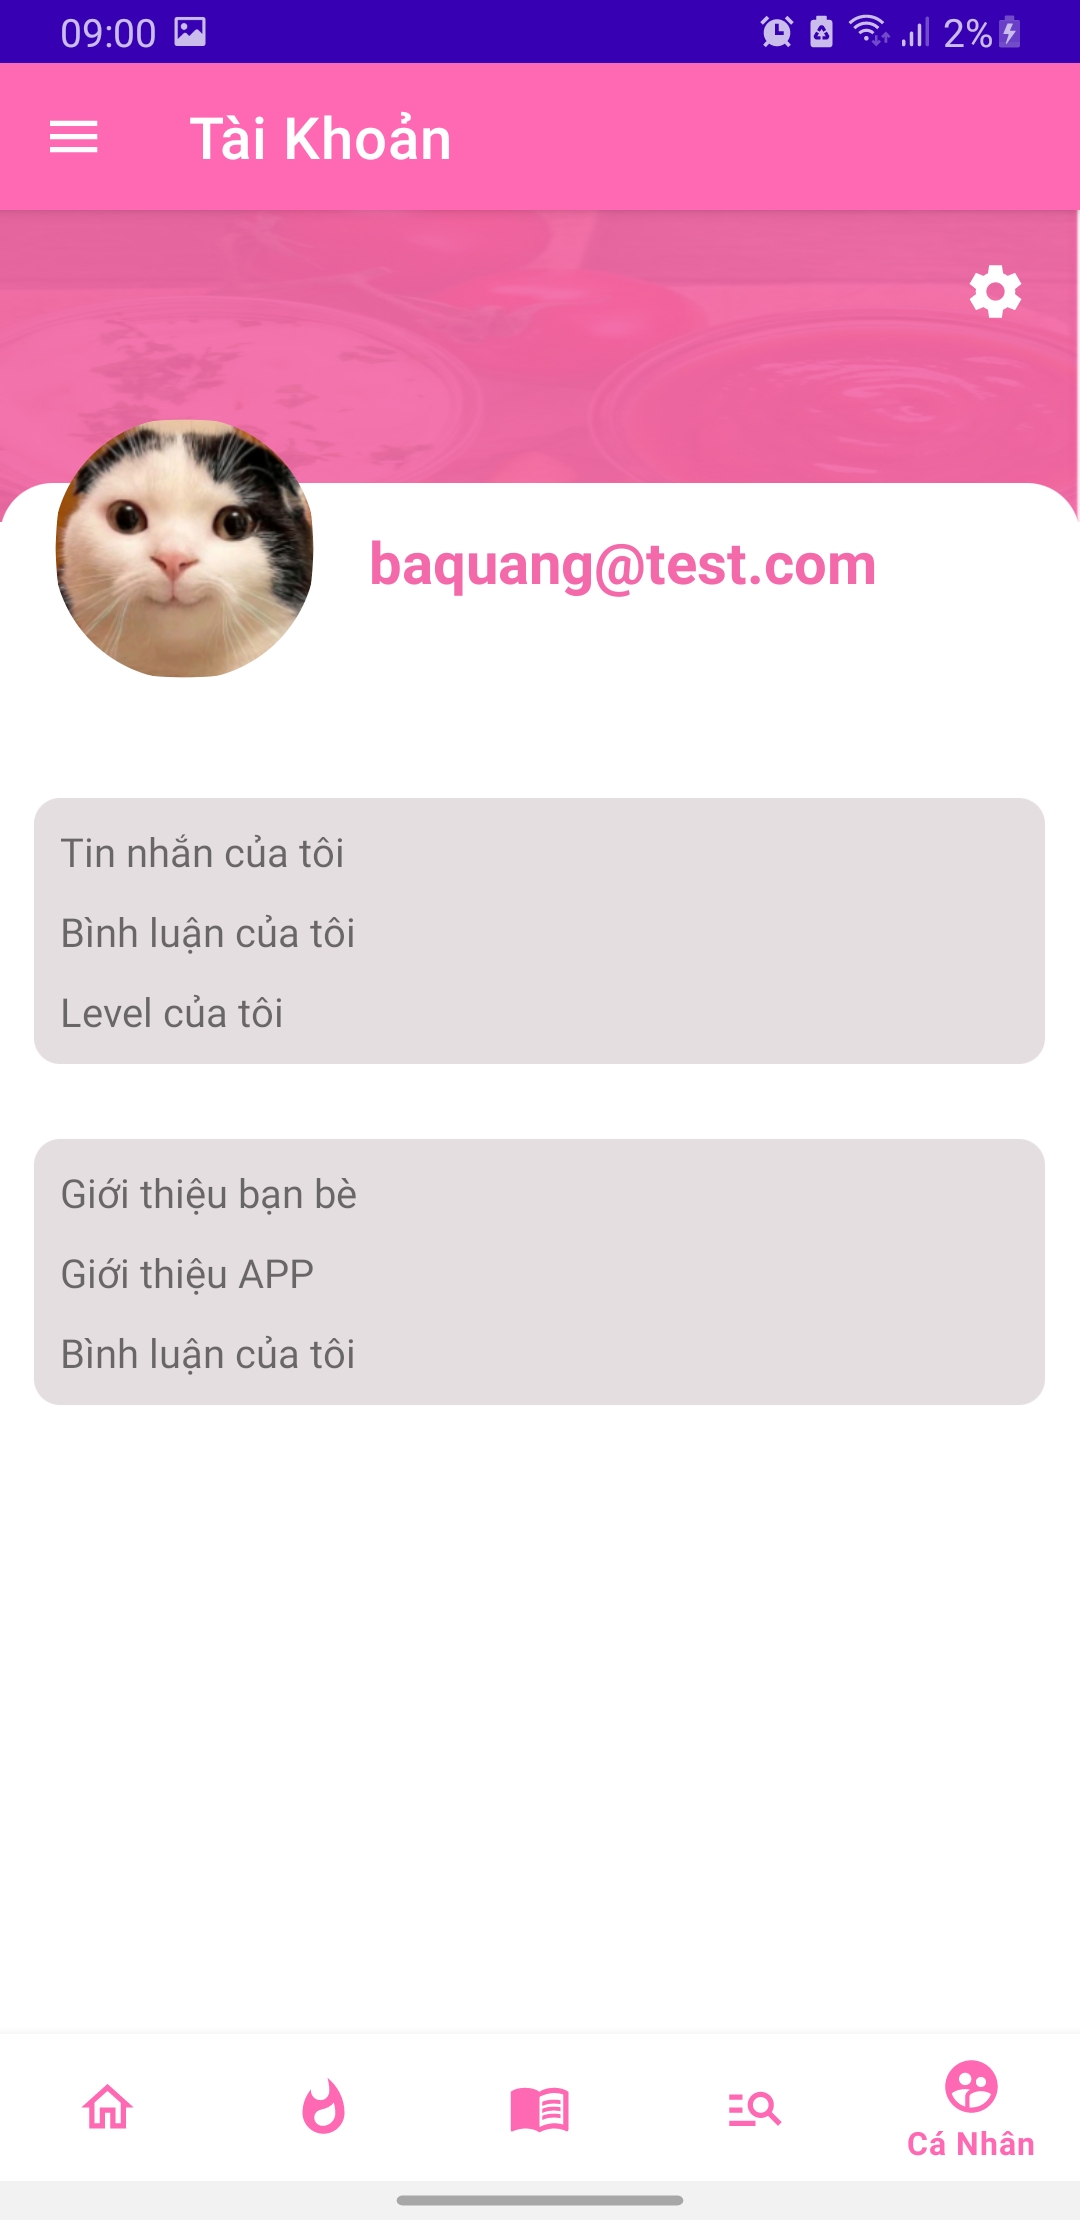 09:00
2%
Tài Khoản
baquang@test.com
Tin nhắn của tôi
Bình luận của tôi
Level của tôi
Giới thiệu bạn bè
Giới thiệu APP
Bình luận của tôi
Cá Nhân